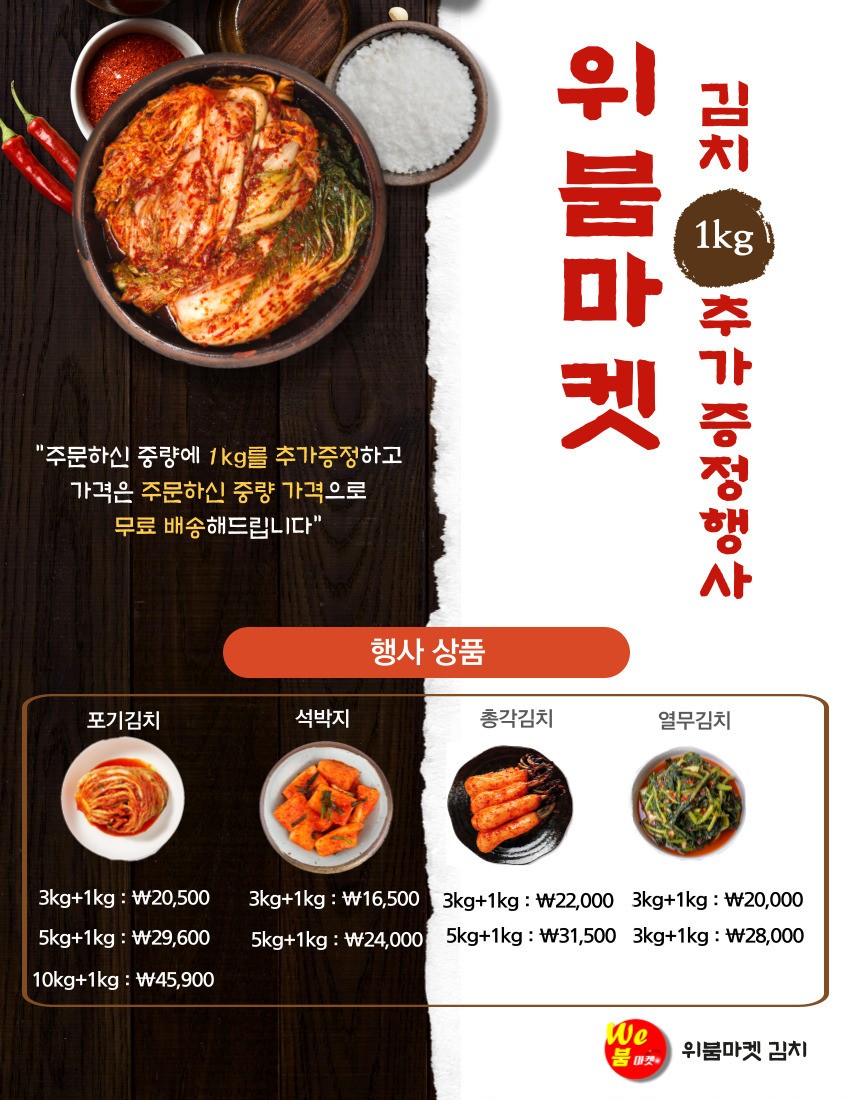 위붐마켓
김치 1kg 추가증정행사
"주문하신 중량에 1kg를 추가증정하고
가격은 주문하신 중량 가격으로
무료 배송해드립니다"
행사 상품
포기김치
3kg+1kg : ₩20,500
5kg+1kg : ₩29,600
10kg+1kg : ₩45,900
석박지
3kg+1kg : ₩16,500
5kg+1kg : ₩24,000
총각김치
3kg+1kg : ₩22,000
5kg+1kg : ₩31,500
열무김치
3kg+1kg : ₩20,000
3kg+1kg : ₩28,000
We
붐마켓
위붐마켓 김치